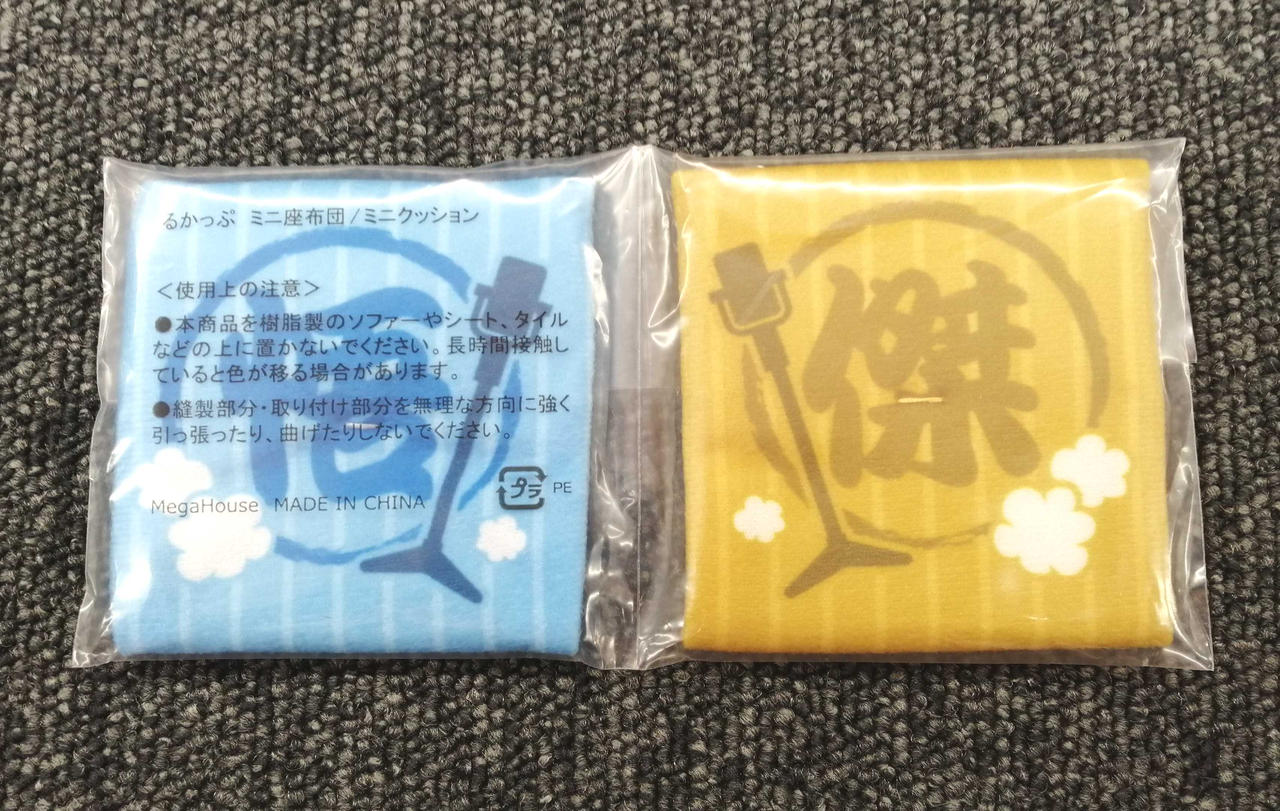 るかっぷ ミニ座布団/ミニクッション
<使用上の注意>
●本商品を樹脂製のソファーやシート、タイル
などの上に置かないでください。長時間接触し
ていると色が移る場合があります。
●縫製部分・取り付け部分を無理な方向に強く
引っ張ったり、曲げたりしないでください。
MegaHouse MADE IN CHINA
プラ PE
傑